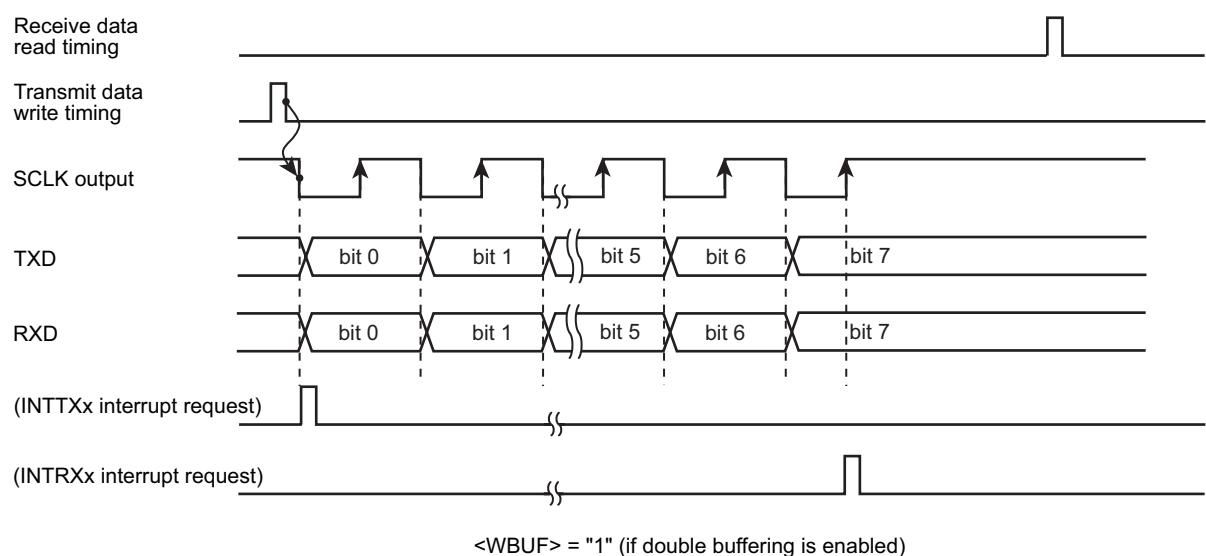 Receive data
read timing
Transmit data
write timing
SCLK output
TXD
bit 0
bit 1
bit 5
bit 6
bit 7
RXD
bit 0
bit 1
bit 5
bit 6
bit 7
(INTTXx interrupt request)
(INTRXx interrupt request)
<WBUF> = "1" (if double buffering is enabled)